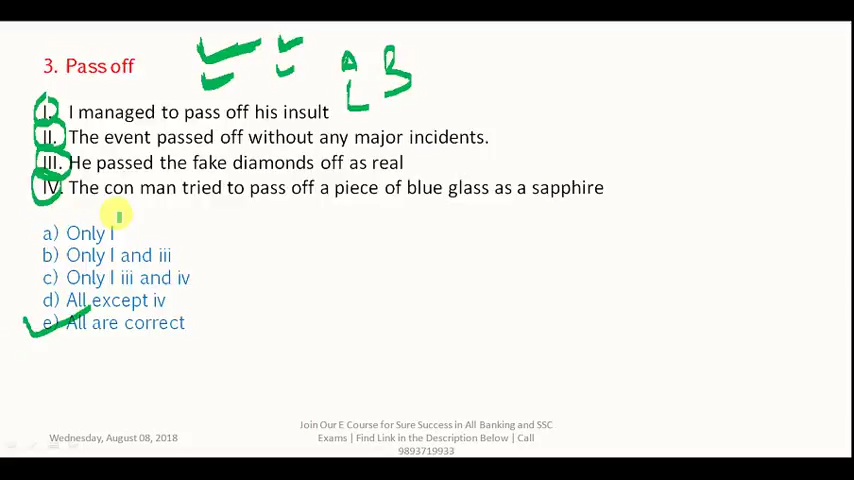 3. Pass off
A B
L
I. I managed to pass off his insult
II. The event passed off without any major incidents.
III. He passed the fake diamonds off as real
IV. The con man tried to pass off a piece of blue glass as a sapphire
a) Only I
b) Only I and iii
c) Only I iii and iv
d) All except iv
e) All are correct
Wednesday, August 08, 2018
Join Our E Course for Sure Success in All Banking and SSC
Exams | Find Link in the Description Below | Call
9893719933